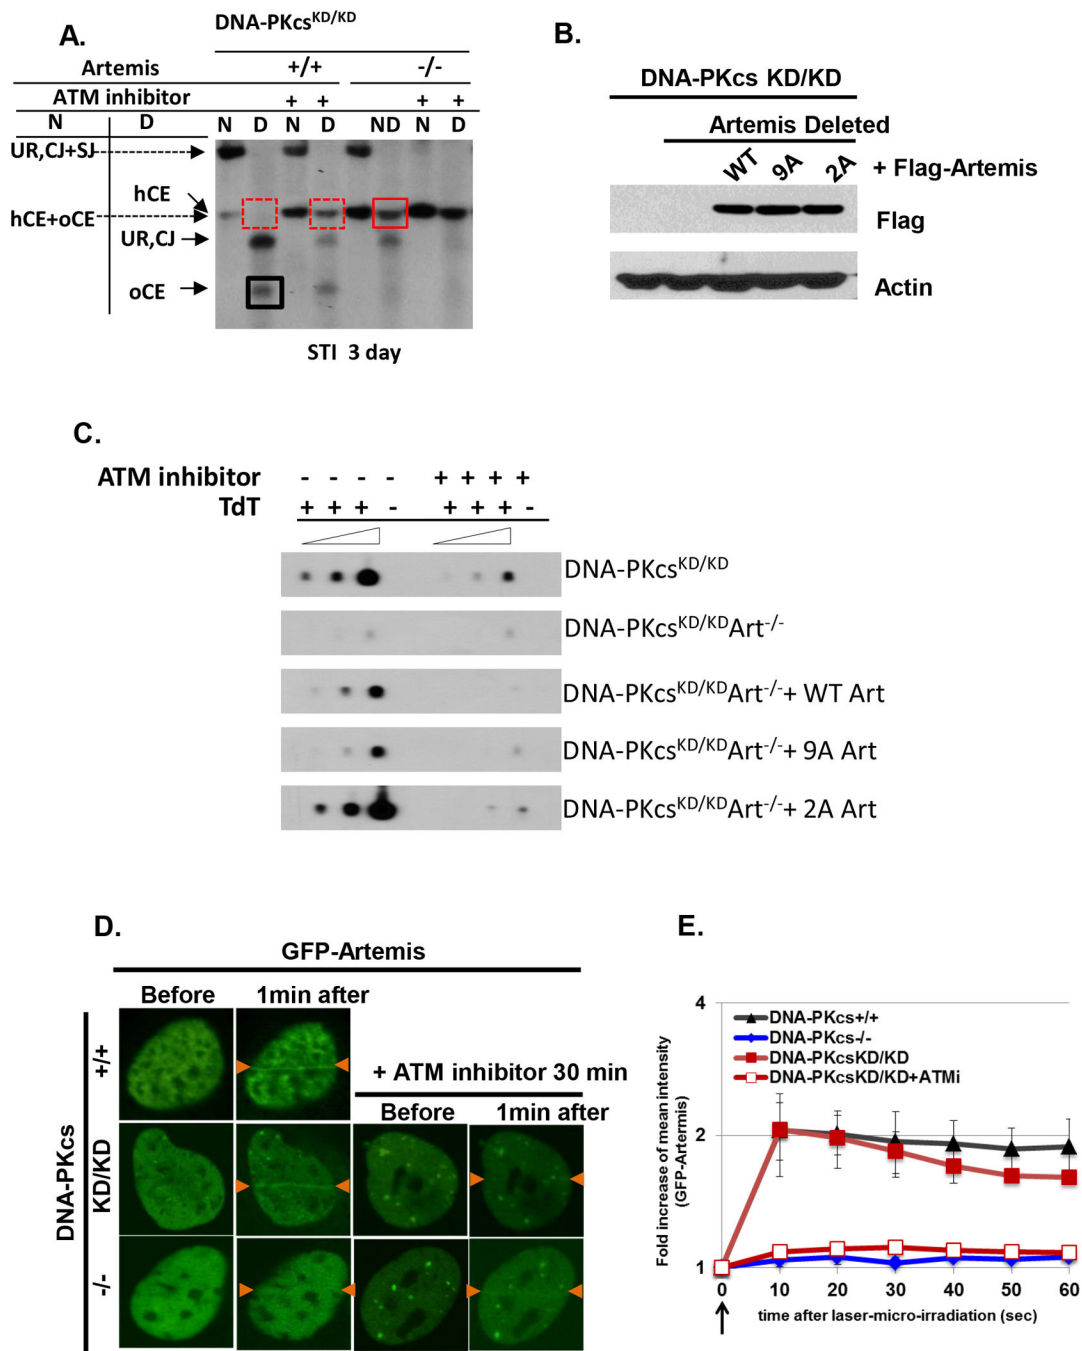 A.
DNA-PKcsKD/KD
Artemis +/+ -/-
ATM inhibitor + + + +
N D N D N D ND N D
UR,CJ+SJ
hCE
hCE+oCE
UR,CJ
oCE
STI 3 day
B.
DNA-PKcs KD/KD
Artemis Deleted
WT 9A 2A + Flag-Artemis
Flag
Actin
C.
ATM inhibitor - - - - + + + +
TdT + + + - + + + -
DNA-PKcsKD/KD
DNA-PKcsKD/KDArt-/-
DNA-PKcsKD/KDArt-/-+ WT Art
DNA-PKcsKD/KDArt-/-+ 9A Art
DNA-PKcsKD/KDArt-/-+ 2A Art
D.
GFP-Artemis
Before 1min after
+ ATM inhibitor 30 min
Before 1min after
DNA-PKcs
+/+
KD/KD
-/-
E.
Fold increase of mean intensity
(GFP-Artermis)
4
2
1
DNA-PKcs+/+
DNA-PKcs-/-
DNA-PKcsKD/KD
DNA-PKcsKD/KD+ATMi
0 10 20 30 40 50 60
time after laser-micro-irradiation (sec)